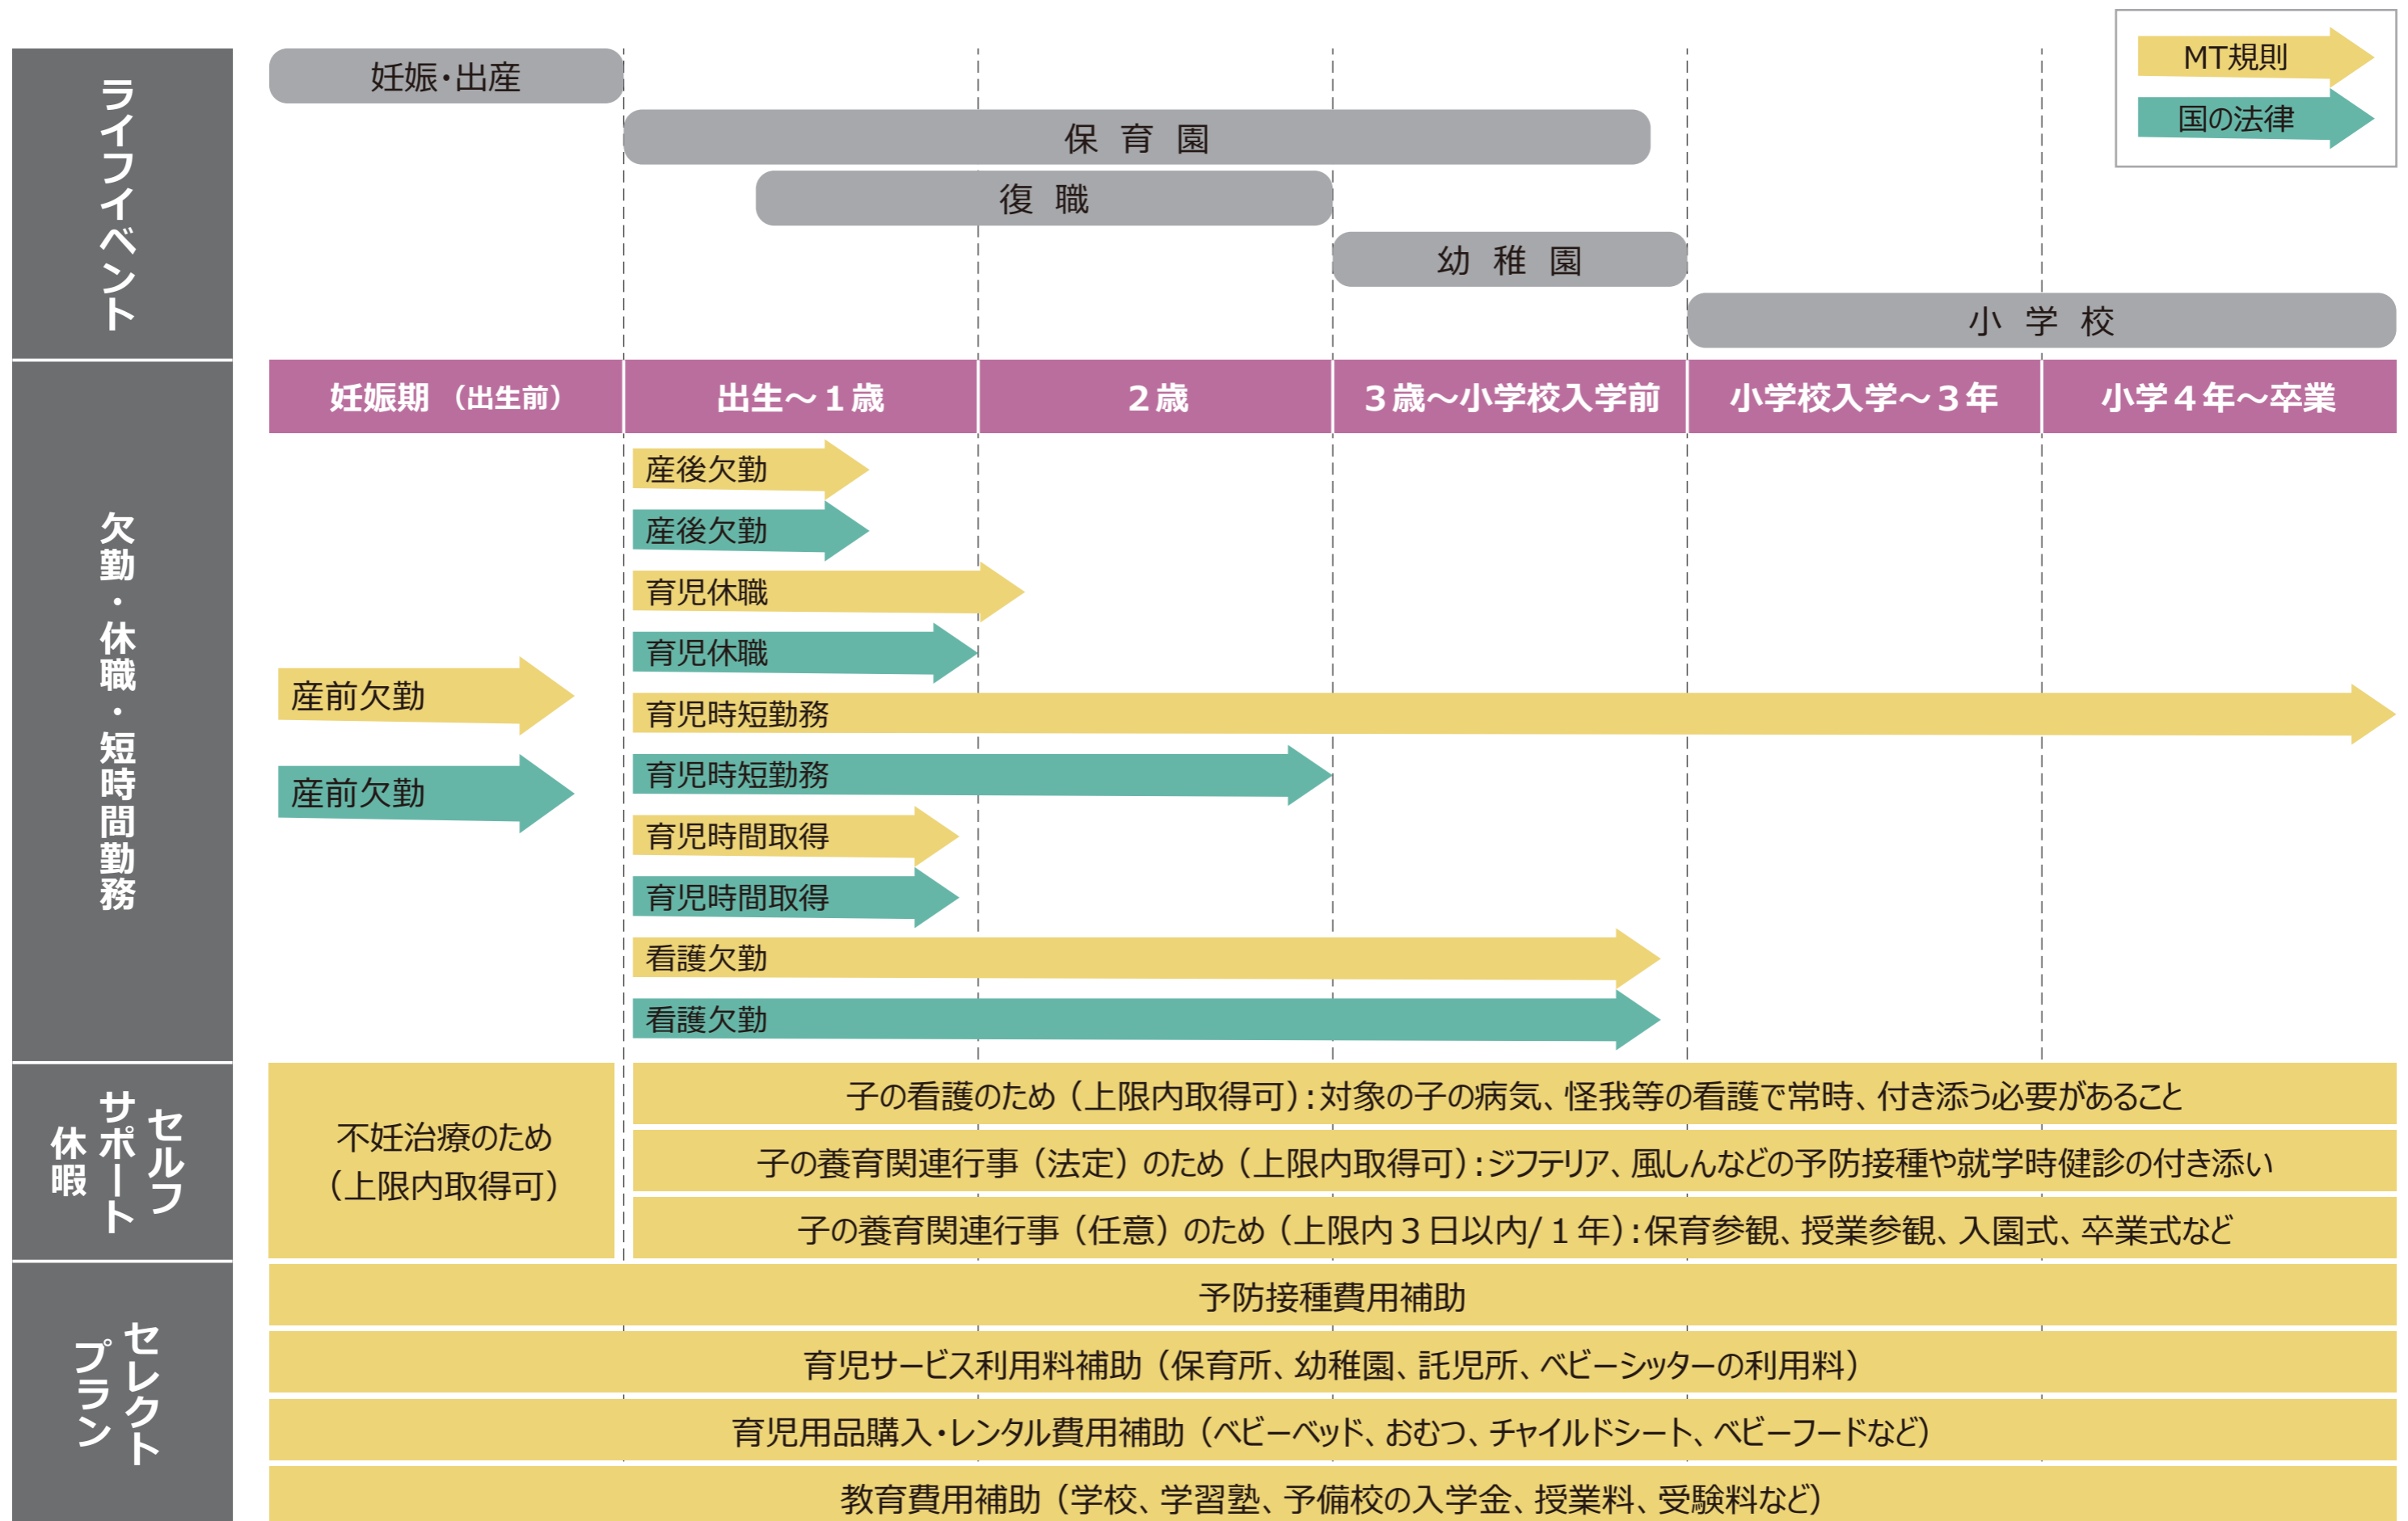 MT規則
国の法律
ライフイベント
妊娠・出産
保育園
復職
幼稚園
小学校
妊娠期（出生前）
出生～１歳
２歳
３歳～小学校入学前
小学校入学～３年
小学４年～卒業
欠勤・休職・短時間勤務
産前欠勤
産前欠勤
産後欠勤
産後欠勤
育児休職
育児休職
育児時短勤務
育児時短勤務
育児時間取得
育児時間取得
看護欠勤
看護欠勤
セルフ
サポート
休暇
不妊治療のため
（上限内取得可）
子の看護のため（上限内取得可）：対象の子の病気、怪我等の看護で常時、付き添う必要があること
子の養育関連行事（法定）のため（上限内取得可）：ジフテリア、風しんなどの予防接種や就学時健診の付き添い
子の養育関連行事（任意）のため（上限内３日以内/１年）：保育参観、授業参観、入園式、卒業式など
セレクト
プラン
予防接種費用補助
育児サービス利用料補助（保育所、幼稚園、託児所、ベビーシッターの利用料）
育児用品購入・レンタル費用補助（ベビーベッド、おむつ、チャイルドシート、ベビーフードなど）
教育費用補助（学校、学習塾、予備校の入学金、授業料、受験料など）